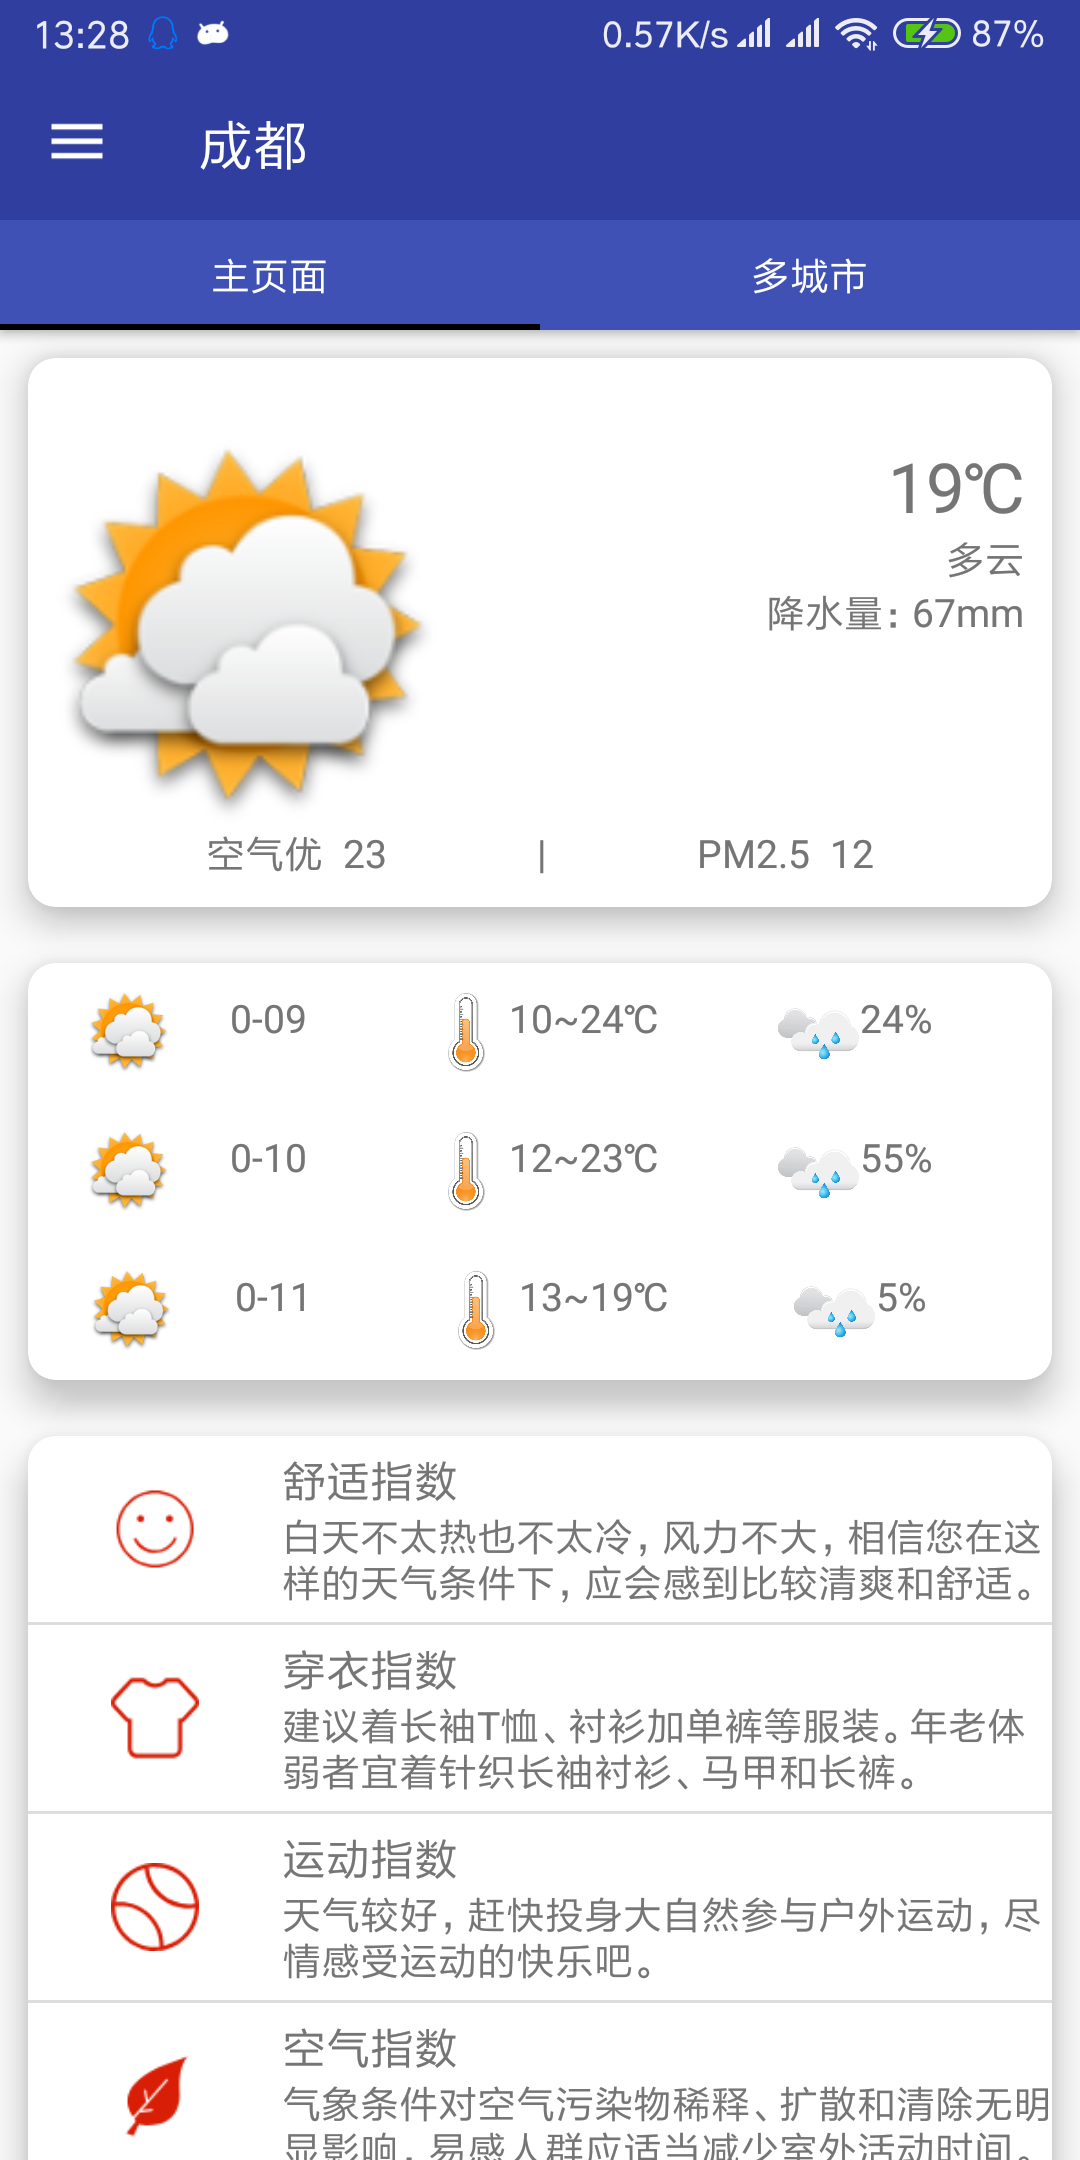 13:28 0.57K/s 87%
成都
主页面 多城市
19℃
多云
降水量: 67mm
空气优 23 | PM2.5 12
0-09 10~24℃ 24%
0-10 12~23℃ 55%
0-11 13~19℃ 5%
舒适指数
白天不太热也不太冷，风力不大，相信您在这
样的天气条件下，应会感到比较清爽和舒适。
穿衣指数
建议着长袖T恤、衬衫加单裤等服装。年老体
弱者宜着针织长袖衬衫、马甲和长裤。
运动指数
天气较好，赶快投身大自然参与户外运动，尽
情感受运动的快乐吧。
空气指数
气象条件对空气污染物稀释、扩散和清除无明
显影响，易感人群应适当减少室外活动时间。